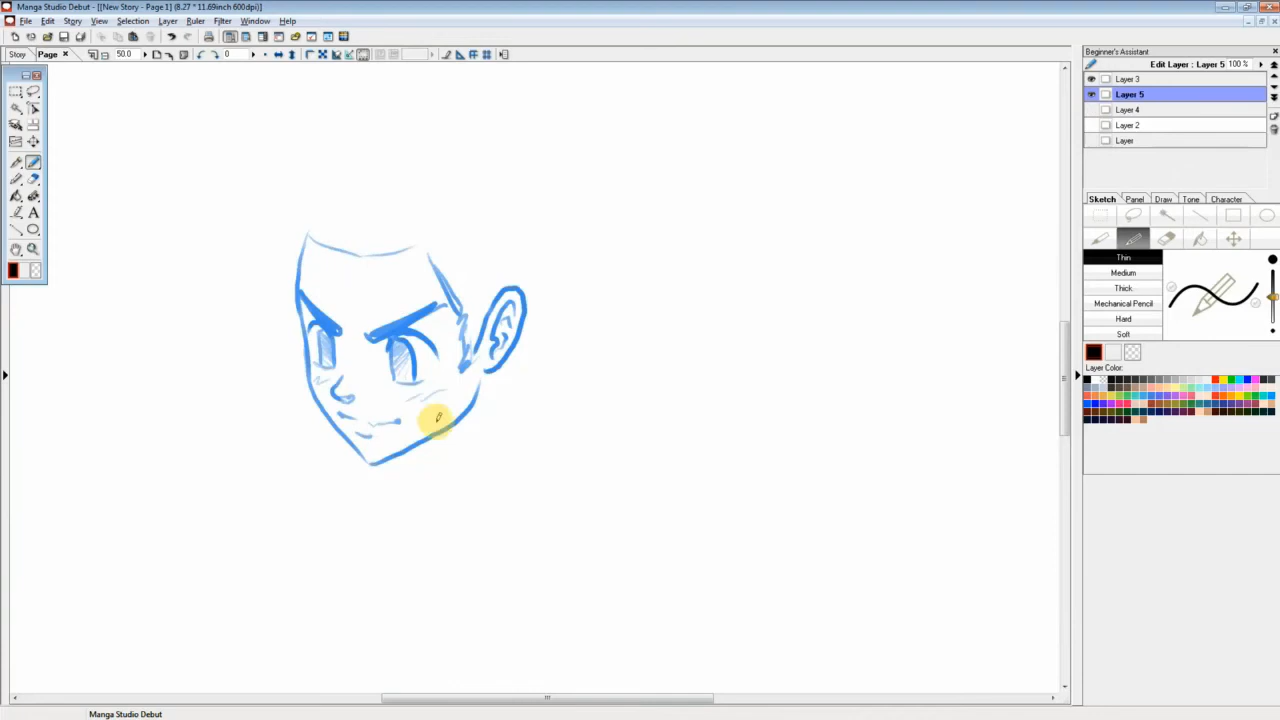 Manga Studio Debut - [[New Story - Page1] (8.27 * 11.69inch 600dpi)]
File Edit Story View Selection Layer Ruler Filter Window Help
Story Page 50.0 0
Beginner's Assistant
Edit Layer : Layer 5 100 %
Layer 3
Layer 5
Layer 4
Layer 2
Layer
Sketch Panel Draw Tone Character
Thin
Medium
Thick
Mechanical Pencil
Hard
Soft
Layer Color:
Manga Studio Debut